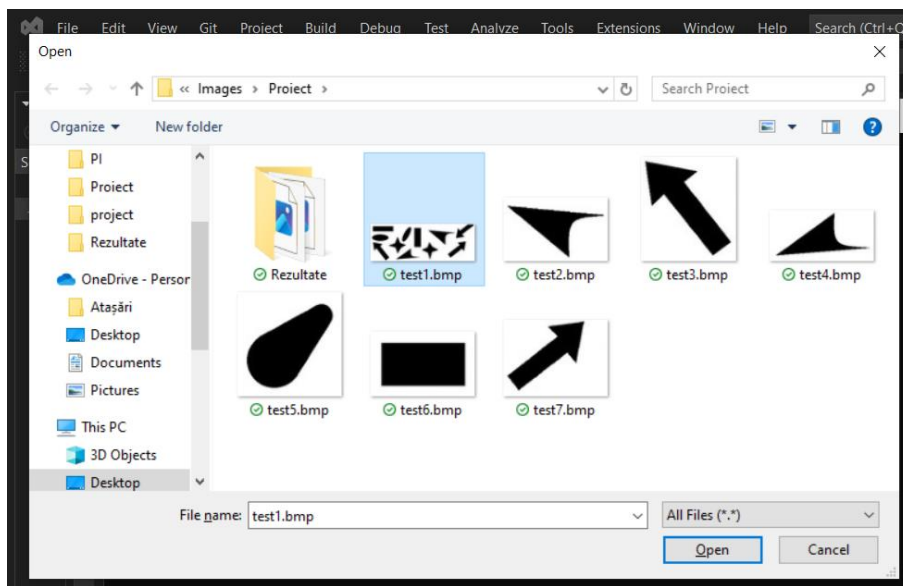 File Edit View Git Project Build Debug Test Analyze Tools Extensions Window Help Search (Ctrl+Q
Open
« Images › Proiect ›
Search Proiect
Organize
New folder
PI
Proiect
project
Rezultate
OneDrive - Person
Atașări
Desktop
Documents
Pictures
This PC
3D Objects
Desktop
Rezultate
test1.bmp
test2.bmp
test3.bmp
test4.bmp
test5.bmp
test6.bmp
test7.bmp
File name: test1.bmp
All Files (*.*)
Open
Cancel